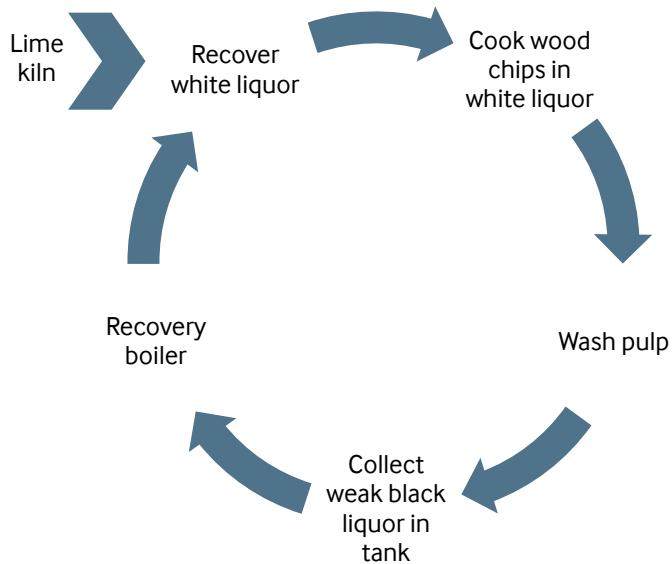 Lime
kiln
Recover
white liquor
Cook wood
chips in
white liquor
Wash pulp
Collect
weak black
liquor in
tank
Recovery
boiler